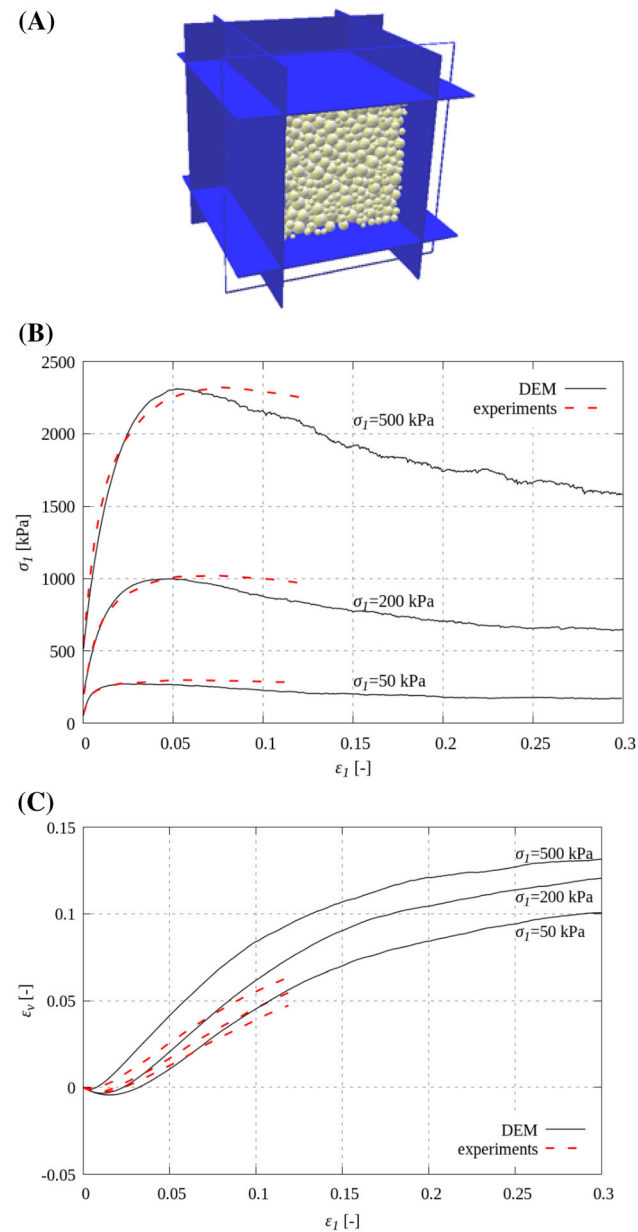 (A)
(B)
2500
2000
1500
1000
500
0
σ1 [kPa]
DEM
experiments
σ1=500 kPa
σ1=200 kPa
σ1=50 kPa
0 0.05 0.1 0.15 0.2 0.25 0.3
ε1 [-]
(C)
0.15
0.1
0.05
0
-0.05
εv [-]
σ1=500 kPa
σ1=200 kPa
σ1=50 kPa
DEM
experiments
0 0.05 0.1 0.15 0.2 0.25 0.3
ε1 [-]